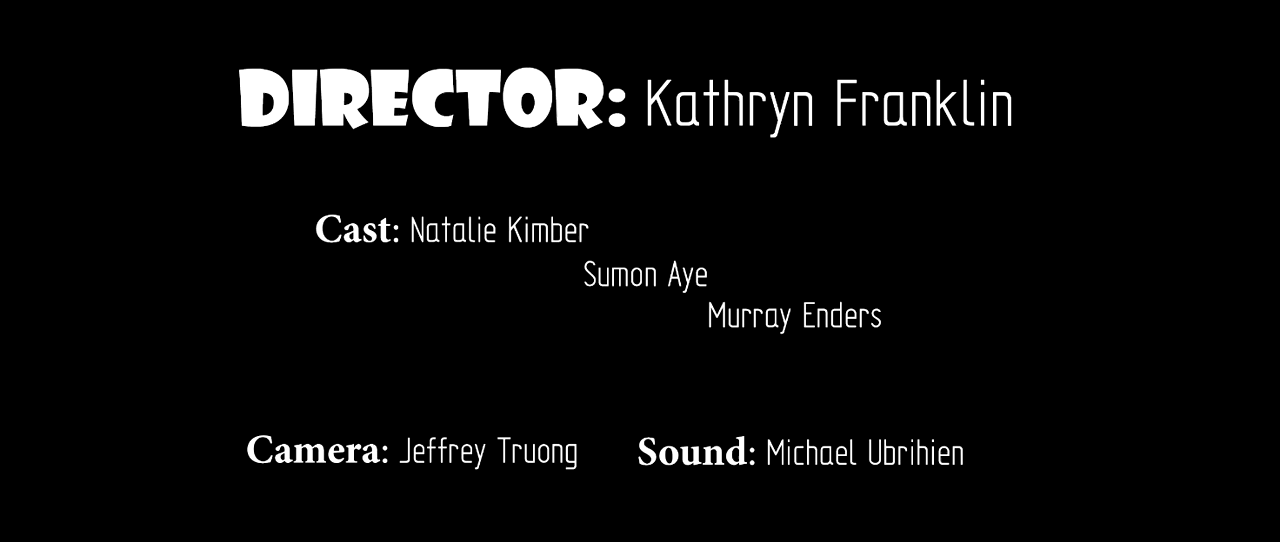 DIRECTOR: Kathryn Franklin
Cast: Natalie Kimber
Sumon Aye
Murray Enders
Camera: Jeffrey Truong Sound: Michael Ubrihien